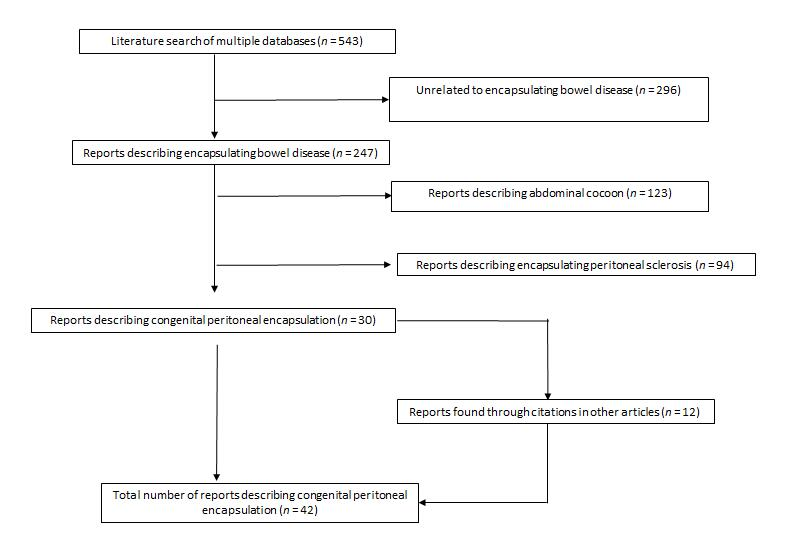 Literature search of multiple databases (n = 543)
Unrelated to encapsulating bowel disease (n = 296)
Reports describing encapsulating bowel disease (n = 247)
Reports describing abdominal cocoon (n = 123)
Reports describing encapsulating peritoneal sclerosis (n = 94)
Reports describing congenital peritoneal encapsulation (n = 30)
Reports found through citations in other articles (n = 12)
Total number of reports describing congenital peritoneal
encapsulation (n = 42)